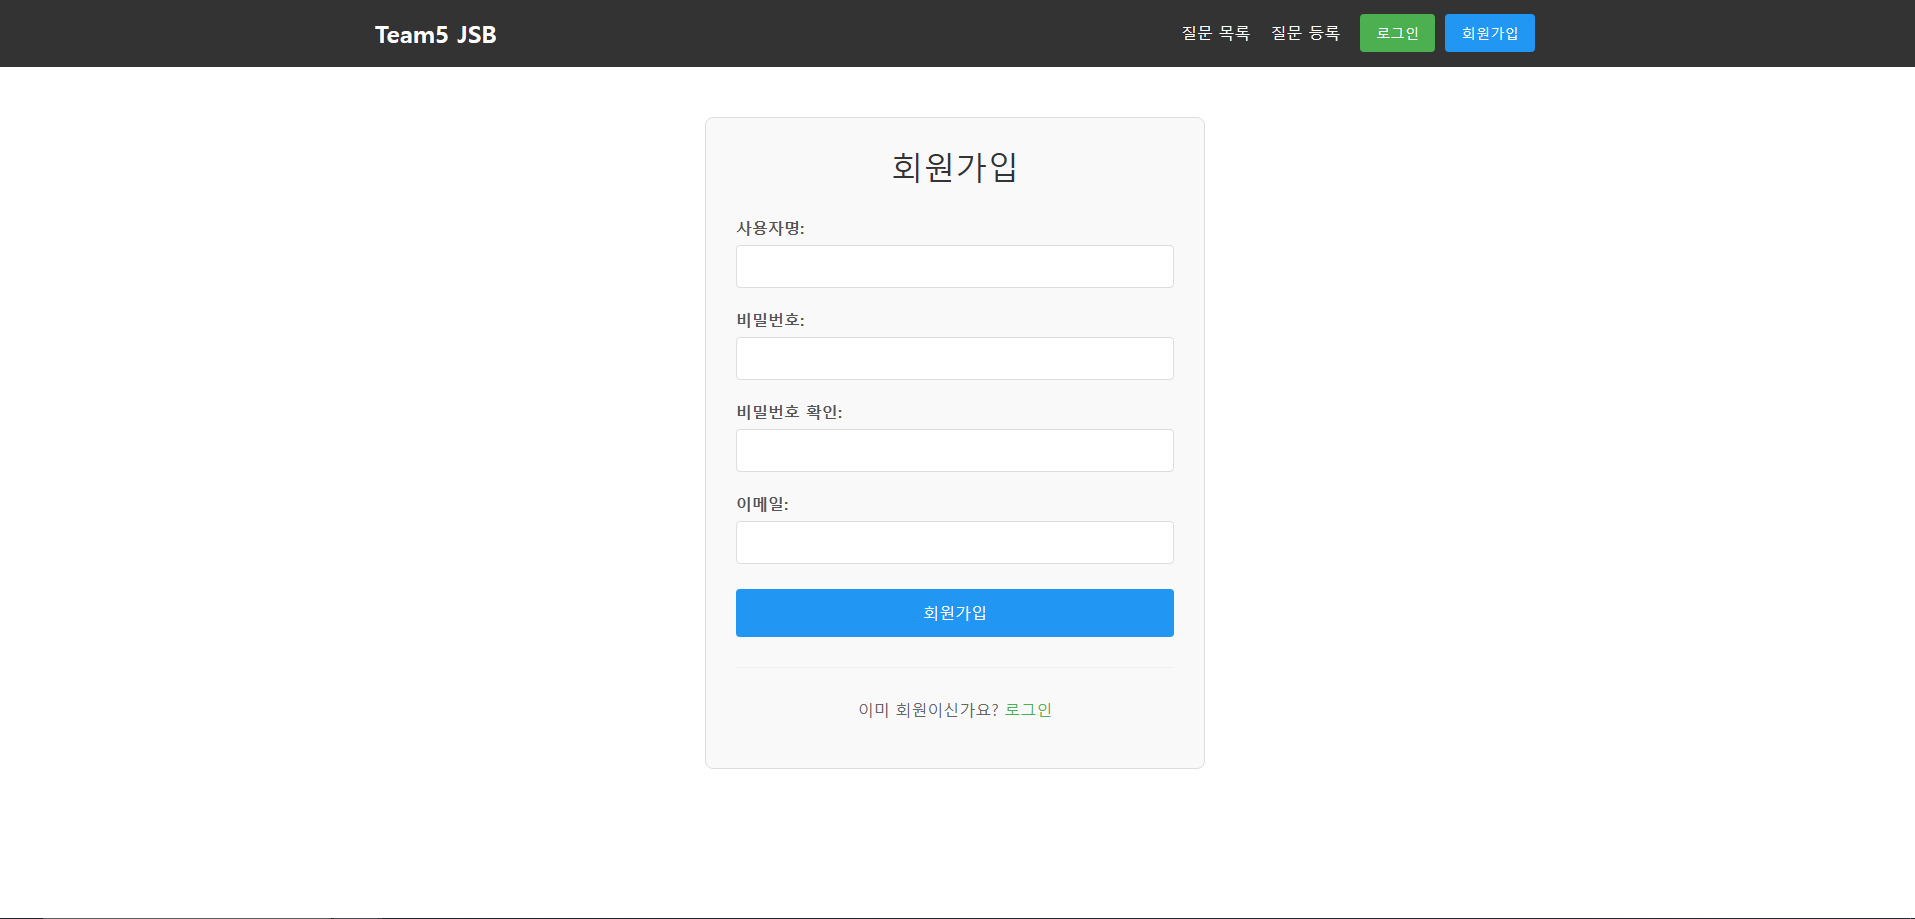 Team5 JSB 질문 목록 질문 등록 로그인 회원가입
회원가입
사용자명:
비밀번호:
비밀번호 확인:
이메일:
회원가입
이미 회원이신가요? 로그인